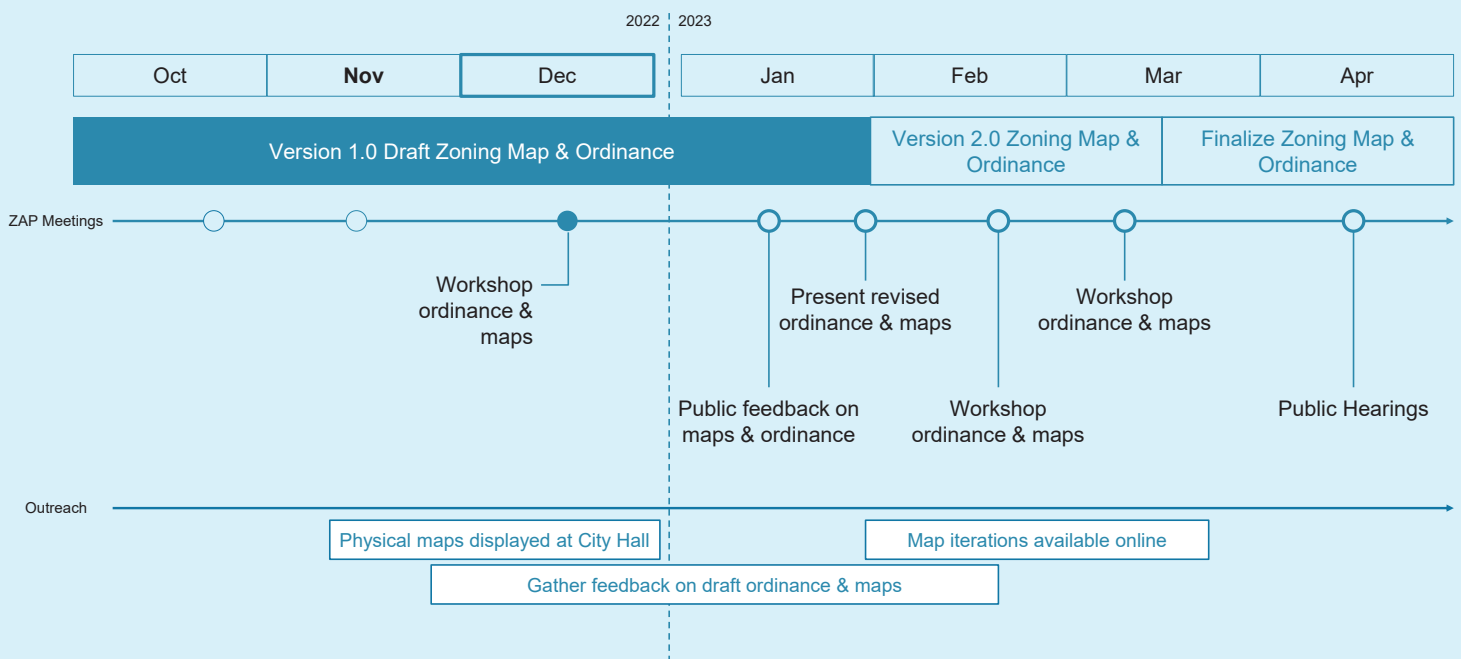 2022 2023
Oct Nov Dec Jan Feb Mar Apr
Version 1.0 Draft Zoning Map & Ordinance
Version 2.0 Zoning Map &
Ordinance
Finalize Zoning Map &
Ordinance
ZAP Meetings
Workshop
ordinance &
maps
Present revised
ordinance & maps
Workshop
ordinance & maps
Public feedback on
maps & ordinance
Workshop
ordinance & maps
Public Hearings
Outreach
Physical maps displayed at City Hall
Map iterations available online
Gather feedback on draft ordinance & maps